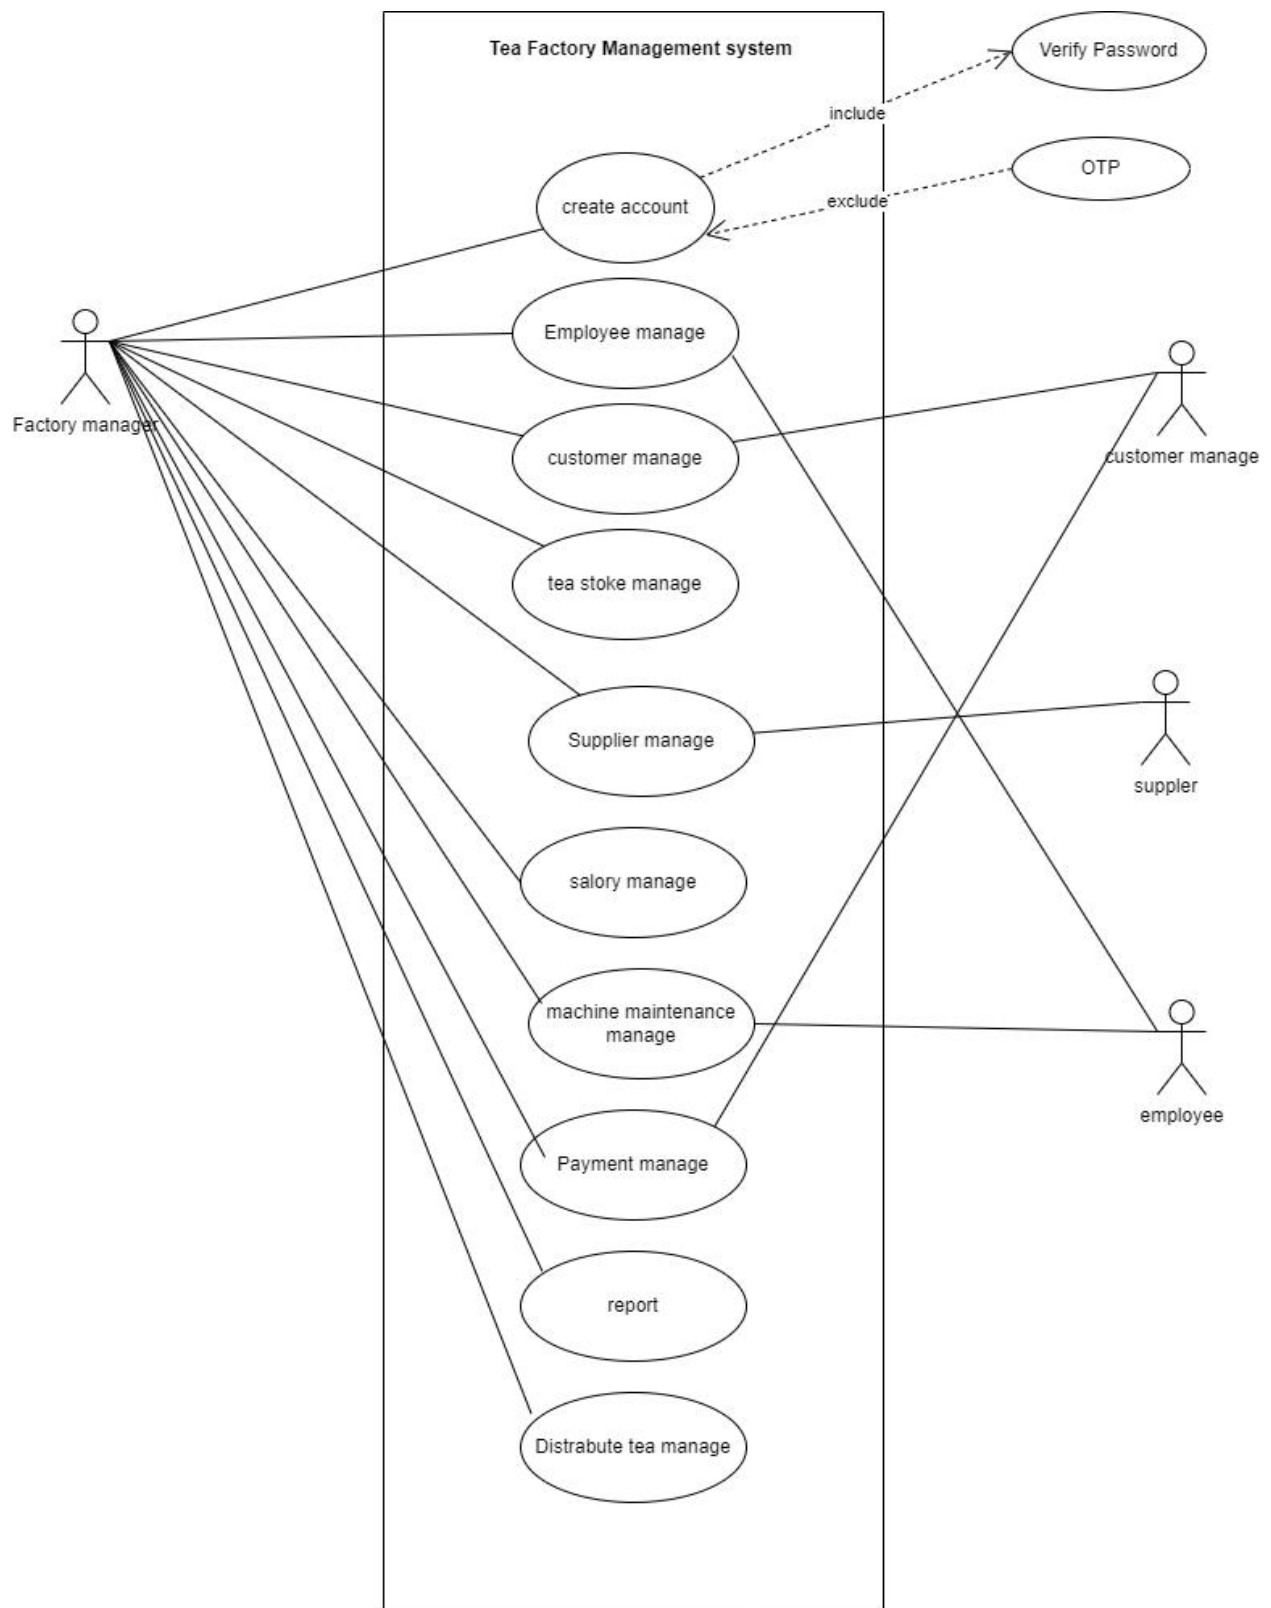 Tea Factory Management system
Verify Password
include
OTP
exclude
create account
Employee manage
Factory manager
customer manage
customer manage
tea stoke manage
Supplier manage
suppler
salory manage
machine maintenance
manage
employee
Payment manage
report
Distrabute tea manage